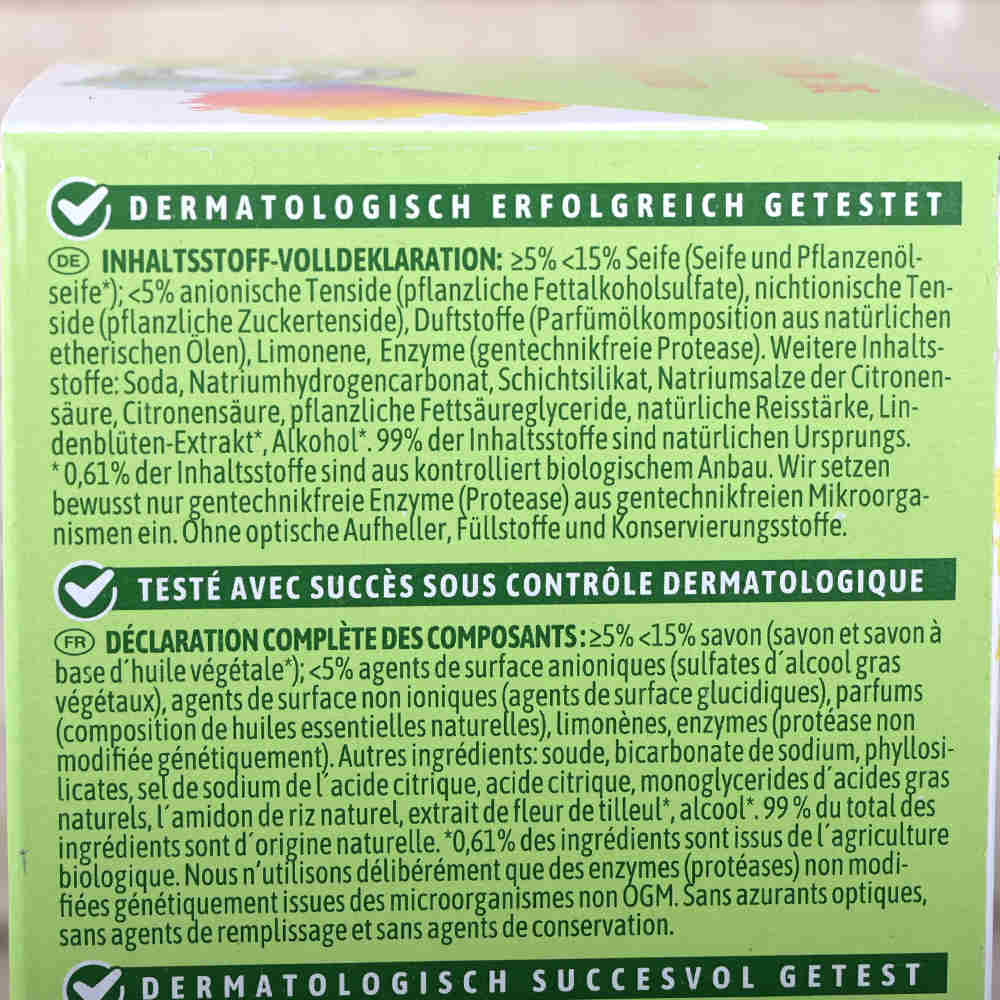 DERMATOLOGISCH ERFOLGREICH GETESTET
DE INHALTSSTOFF-VOLLDEKLARATION: ≥5% <15% Seife (Seife und Pflanzenöl-
seife*); <5% anionische Tenside (pflanzliche Fettalkoholsulfate), nichtionische Ten-
side (pflanzliche Zuckertenside), Duftstoffe (Parfümölkomposition aus natürlichen
etherischen Ölen), Limonene, Enzyme (gentechnikfreie Protease). Weitere Inhalts-
stoffe: Soda, Natriumhydrogencarbonat, Schichtsilikat, Natriumsalze der Citronen-
säure, Citronensäure, pflanzliche Fettsäureglyceride, natürliche Reisstärke, Lin-
denblüten-Extrakt*, Alkohol*. 99% der Inhaltsstoffe sind natürlichen Ursprungs.
* 0,61% der Inhaltsstoffe sind aus kontrolliert biologischem Anbau. Wir setzen
bewusst nur gentechnikfreie Enzyme (Protease) aus gentechnikfreien Mikroorga-
nismen ein. Ohne optische Aufheller, Füllstoffe und Konservierungsstoffe.
TESTÉ AVEC SUCCÈS SOUS CONTRÔLE DERMATOLOGIQUE
FR DÉCLARATION COMPLÈTE DES COMPOSANTS: ≥5% <15% savon (savon et savon à
base d´huile végétale*); <5% agents de surface anioniques (sulfates d´alcool gras
végétaux), agents de surface non ioniques (agents de surface glucidiques), parfums
(composition de huiles essentielles naturelles), limonènes, enzymes (protéase non
modifiée génétiquement). Autres ingrédients: soude, bicarbonate de sodium, phyllosi-
licates, sel de sodium de l´acide citrique, acide citrique, monoglycerides d´acides gras
naturels, l´amidon de riz naturel, extrait de fleur de tilleul*, alcool*. 99 % du total des
ingrédients sont d´origine naturelle. *0,61% des ingrédients sont issus de l´agriculture
biologique. Nous n’utilisons délibérément que des enzymes (protéases) non modi-
fiées génétiquement issues des microorganismes non OGM. Sans azurants optiques,
sans agents de remplissage et sans agents de conservation.
DERMATOLOGISCH SUCCESVOL GETEST